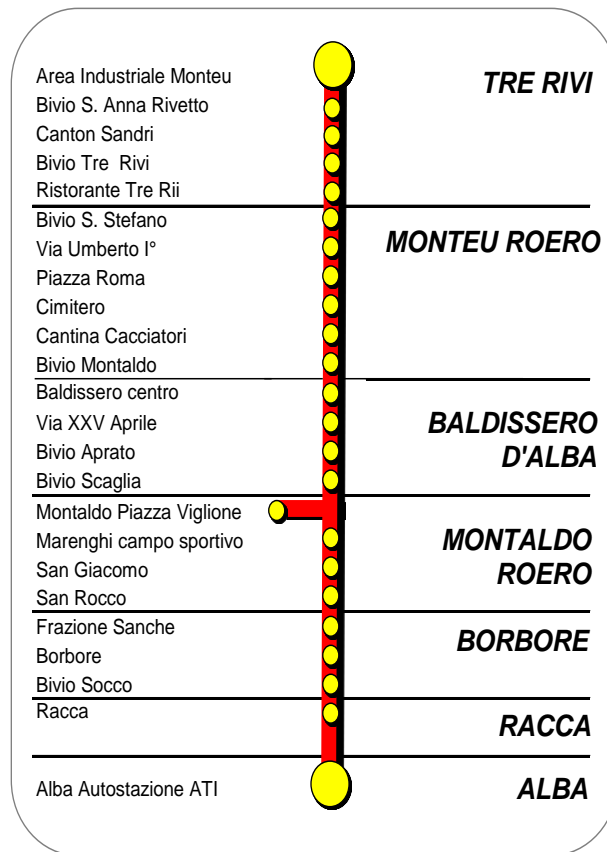 Area Industriale Monteu
TRE RIVI
Bivio S. Anna Rivetto
Canton Sandri
Bivio Tre Rivi
Ristorante Tre Rii
Bivio S. Stefano
MONTEU ROERO
Via Umberto I°
Piazza Roma
Cimitero
Cantina Cacciatori
Bivio Montaldo
Baldissero centro
BALDISSERO
D'ALBA
Via XXV Aprile
Bivio Aprato
Bivio Scaglia
Montaldo Piazza Viglione
MONTALDO
ROERO
Marenghi campo sportivo
San Giacomo
San Rocco
Frazione Sanche
BORBORE
Borbore
Bivio Socco
Racca
RACCA
Alba Autostazione ATI
ALBA